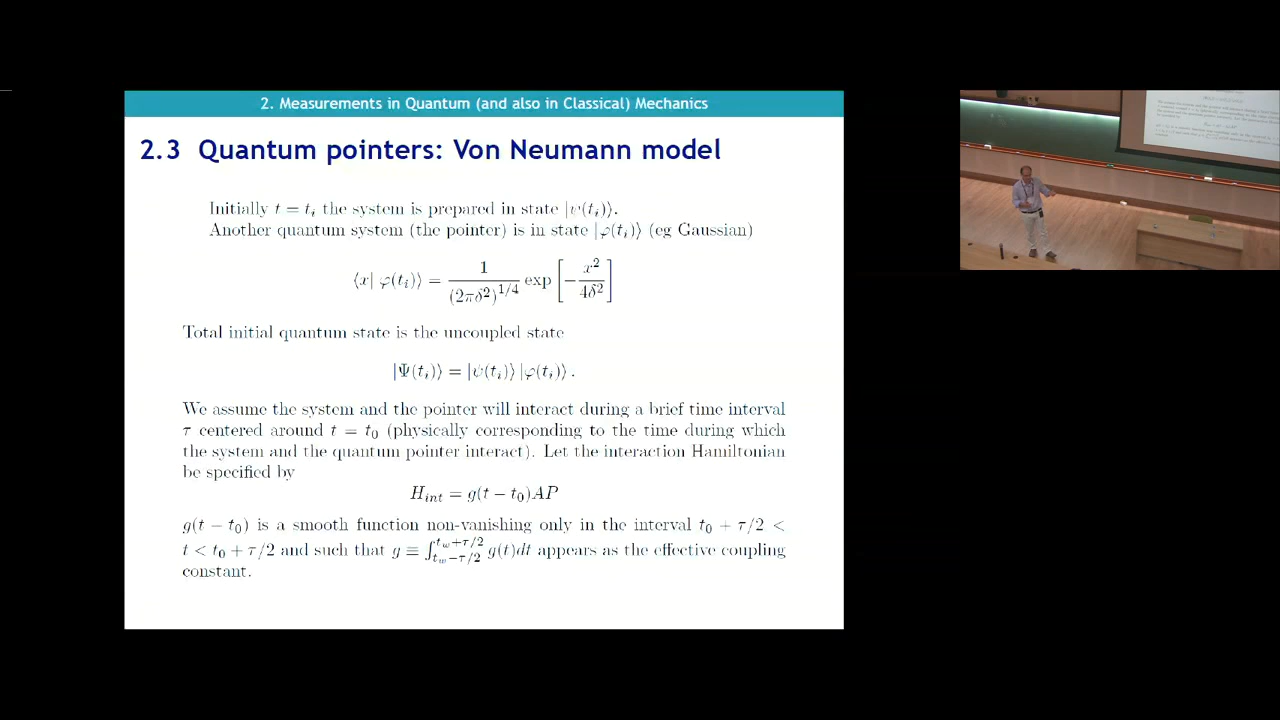 2. Measurements in Quantum (and also in Classical) Mechanics
2.3 Quantum pointers: Von Neumann model
Initially t = t_i the system is prepared in state |ψ(t_i)⟩.
Another quantum system (the pointer) is in state |φ(t_i)⟩ (eg Gaussian)
⟨x| φ(t_i)⟩ = 1/(2πδ²)^{1/4} exp[−x²/4δ²]
Total initial quantum state is the uncoupled state
|Ψ(t_i)⟩ = |ψ(t_i)⟩ |φ(t_i)⟩ .
We assume the system and the pointer will interact during a brief time interval
τ centered around t = t_0 (physically corresponding to the time during which
the system and the quantum pointer interact). Let the interaction Hamiltonian
be specified by
H_{int} = g(t − t_0)AP
g(t − t_0) is a smooth function non-vanishing only in the interval t_0 + τ/2 <
t < t_0 + τ/2 and such that g ≡ ∫_{t_w−τ/2}^{t_w+τ/2} g(t)dt appears as the effective coupling
constant.